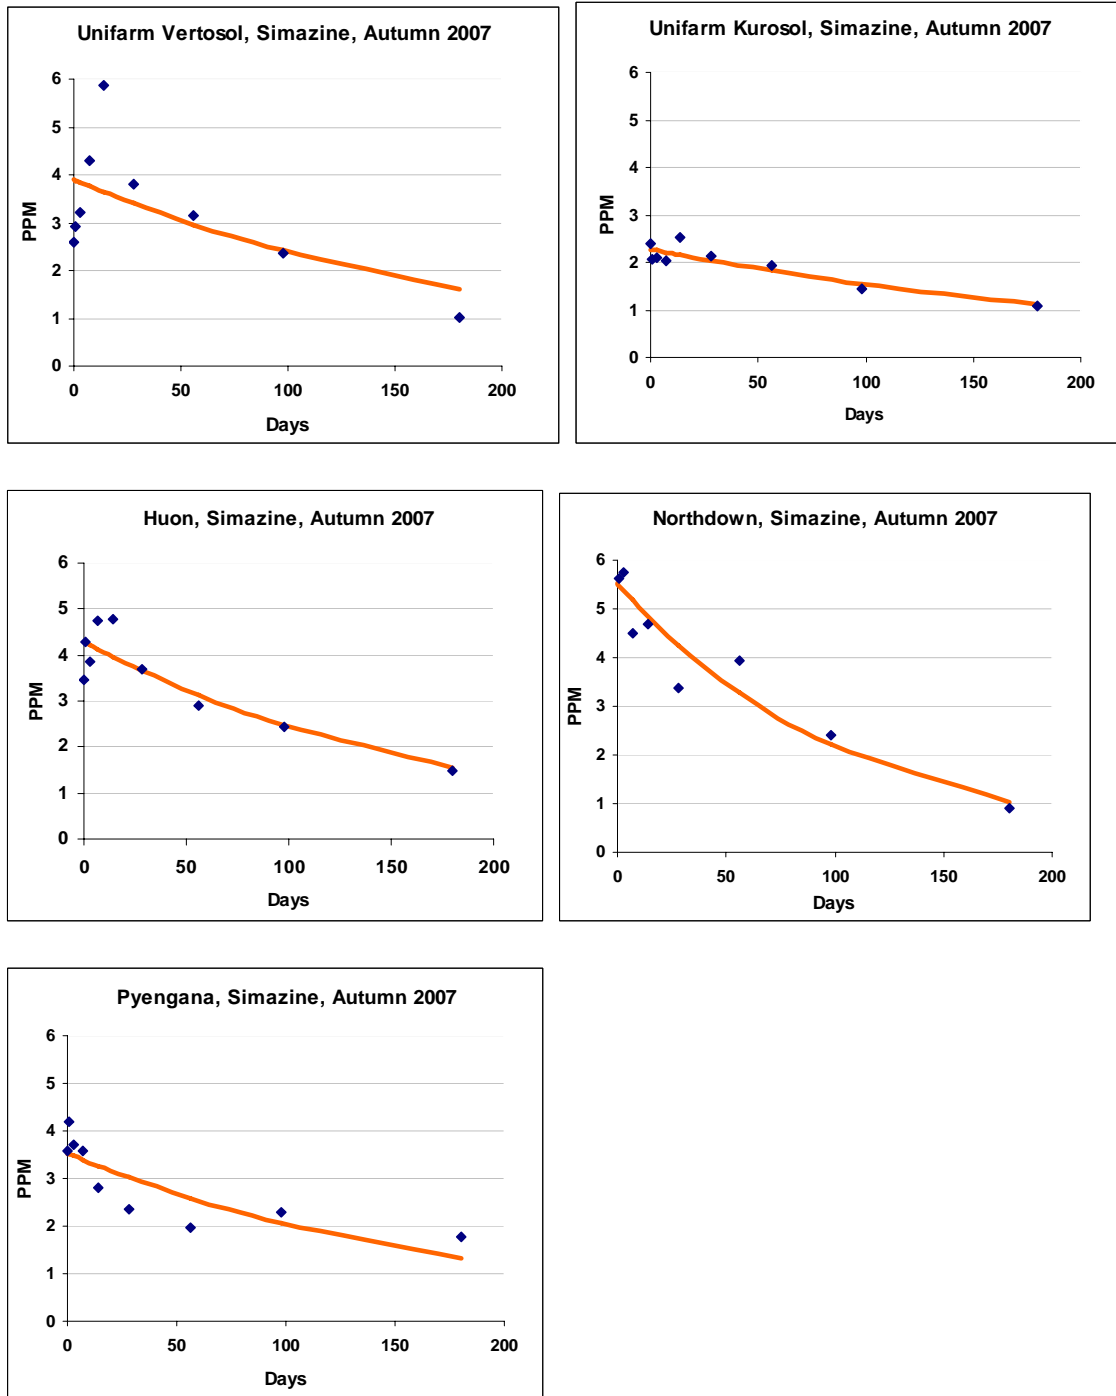 Unifarm Vertosol, Simazine, Autumn 2007
6
5
4
3
2
1
0
PPM
0 50 100 150 200
Days
Unifarm Kurosol, Simazine, Autumn 2007
6
5
4
3
2
1
0
PPM
0 50 100 150 200
Days
Huon, Simazine, Autumn 2007
6
5
4
3
2
1
0
PPM
0 50 100 150 200
Days
Northdown, Simazine, Autumn 2007
6
5
4
3
2
1
0
PPM
0 50 100 150 200
Days
Pyengana, Simazine, Autumn 2007
6
5
4
3
2
1
0
PPM
0 50 100 150 200
Days